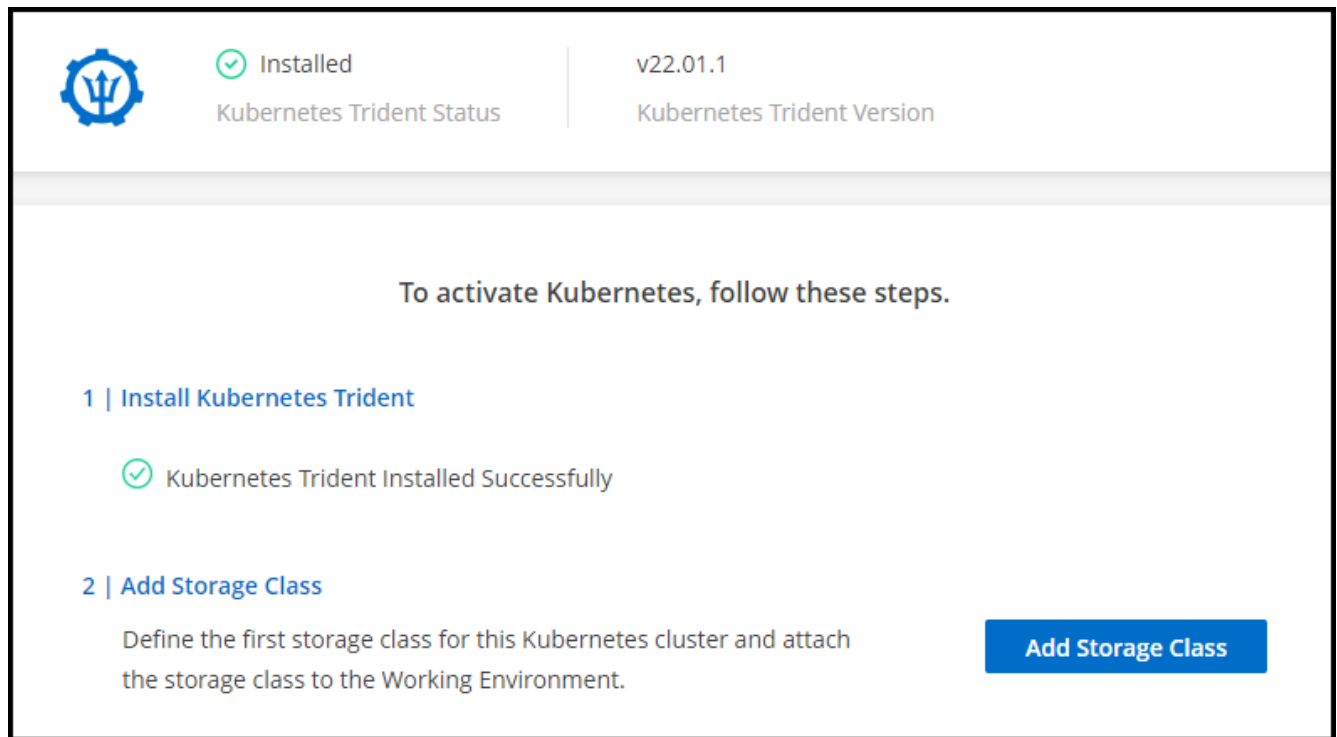 Installed
Kubernetes Trident Status
v22.01.1
Kubernetes Trident Version
To activate Kubernetes, follow these steps.
1 | Install Kubernetes Trident
Kubernetes Trident Installed Successfully
2 | Add Storage Class
Define the first storage class for this Kubernetes cluster and attach
the storage class to the Working Environment.
Add Storage Class